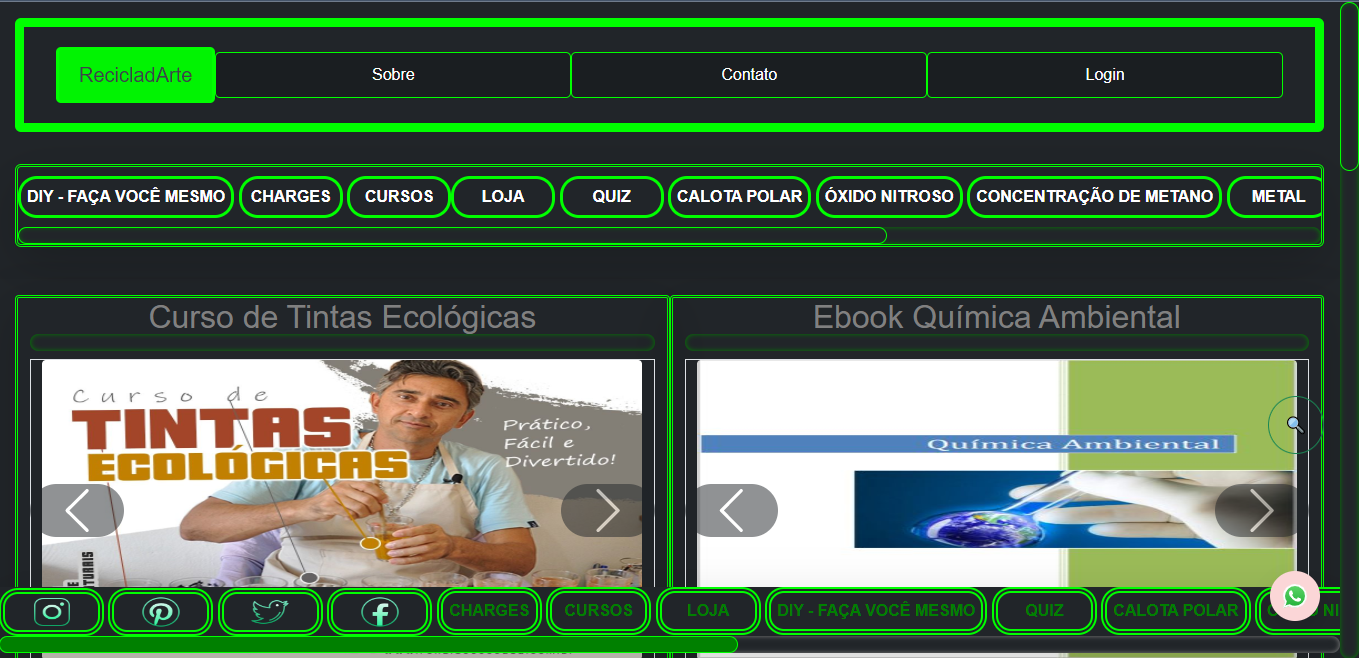 RecicladArte
Sobre
Contato
Login
DIY - FAÇA VOCÊ MESMO
CHARGES
CURSOS
LOJA
QUIZ
CALOTA POLAR
ÓXIDO NITROSO
CONCENTRAÇÃO DE METANO
METAL
Curso de Tintas Ecológicas
Curso de
TINTAS
ECOLÓGICAS
Prático,
Fácil e
Divertido!
Ebook Química Ambiental
Química Ambiental
CHARGES
CURSOS
LOJA
DIY - FAÇA VOCÊ MESMO
QUIZ
CALOTA POLAR